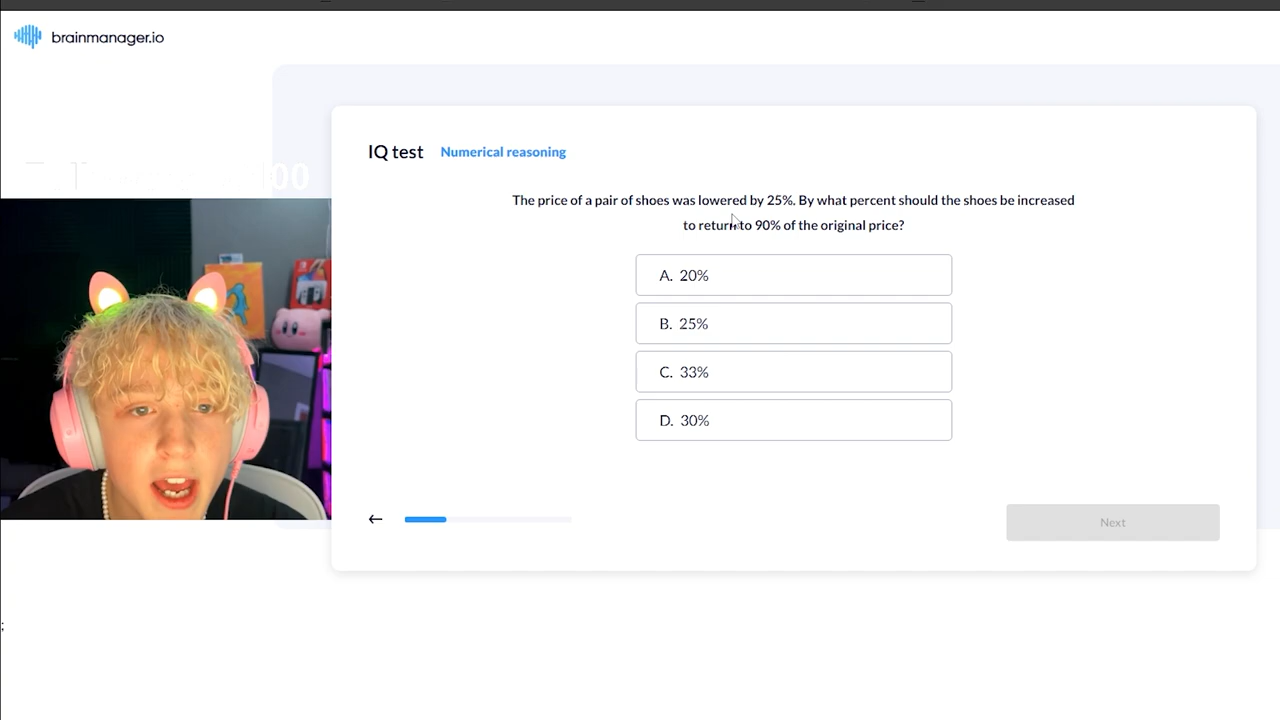 brainmanager.io
IQ test Numerical reasoning
The price of a pair of shoes was lowered by 25%. By what percent should the shoes be increased
to return to 90% of the original price?
A. 20%
B. 25%
C. 33%
D. 30%
Next
;